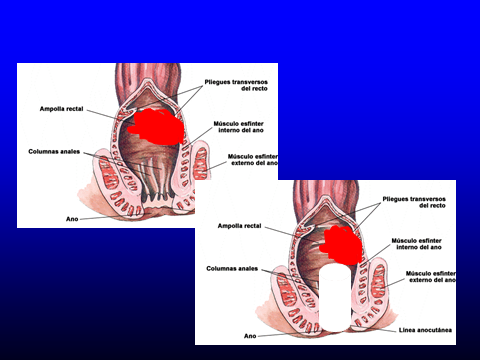 Pliegues transversos
del recto
Ampolla rectal
Músculo esfínter
interno del ano
Columnas anales
Músculo esfínter
externo del ano
Ano
Pliegues transversos
del recto
Ampolla rectal
Músculo esfínter
interno del ano
Columnas anales
Músculo esfínter
externo del ano
Línea anocutánea
Ano